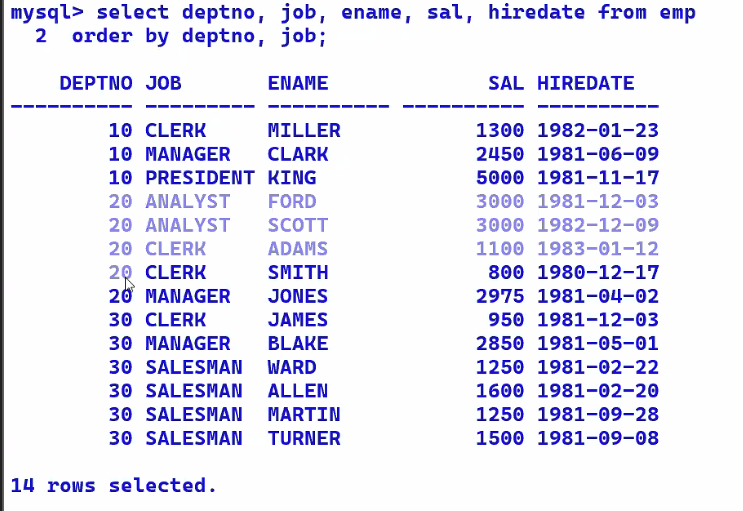 mysql> select deptno, job, ename, sal, hiredate from emp
  2  order by deptno, job;
    DEPTNO JOB       ENAME             SAL HIREDATE
---------- --------- ---------- ---------- ----------
        10 CLERK     MILLER           1300 1982-01-23
        10 MANAGER   CLARK            2450 1981-06-09
        10 PRESIDENT KING             5000 1981-11-17
        20 ANALYST   FORD             3000 1981-12-03
        20 ANALYST   SCOTT            3000 1982-12-09
        20 CLERK     ADAMS            1100 1983-01-12
        20 CLERK     SMITH             800 1980-12-17
        20 MANAGER   JONES            2975 1981-04-02
        30 CLERK     JAMES             950 1981-12-03
        30 MANAGER   BLAKE            2850 1981-05-01
        30 SALESMAN  WARD             1250 1981-02-22
        30 SALESMAN  ALLEN            1600 1981-02-20
        30 SALESMAN  MARTIN           1250 1981-09-28
        30 SALESMAN  TURNER           1500 1981-09-08
14 rows selected.